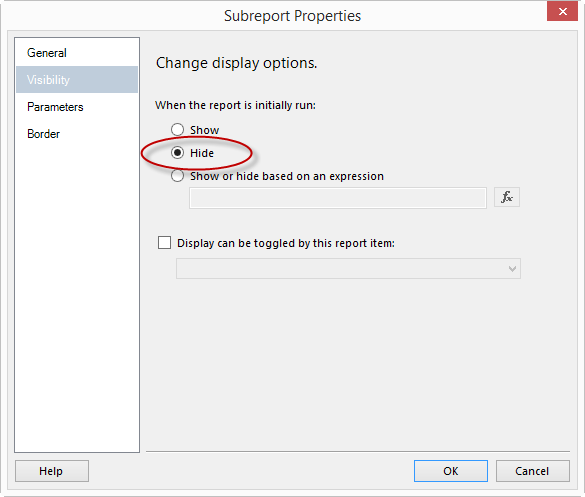 Subreport Properties
General
Visibility
Parameters
Border
Change display options.
When the report is initially run:
Show
Hide
Show or hide based on an expression
fx
Display can be toggled by this report item:
Help
OK
Cancel